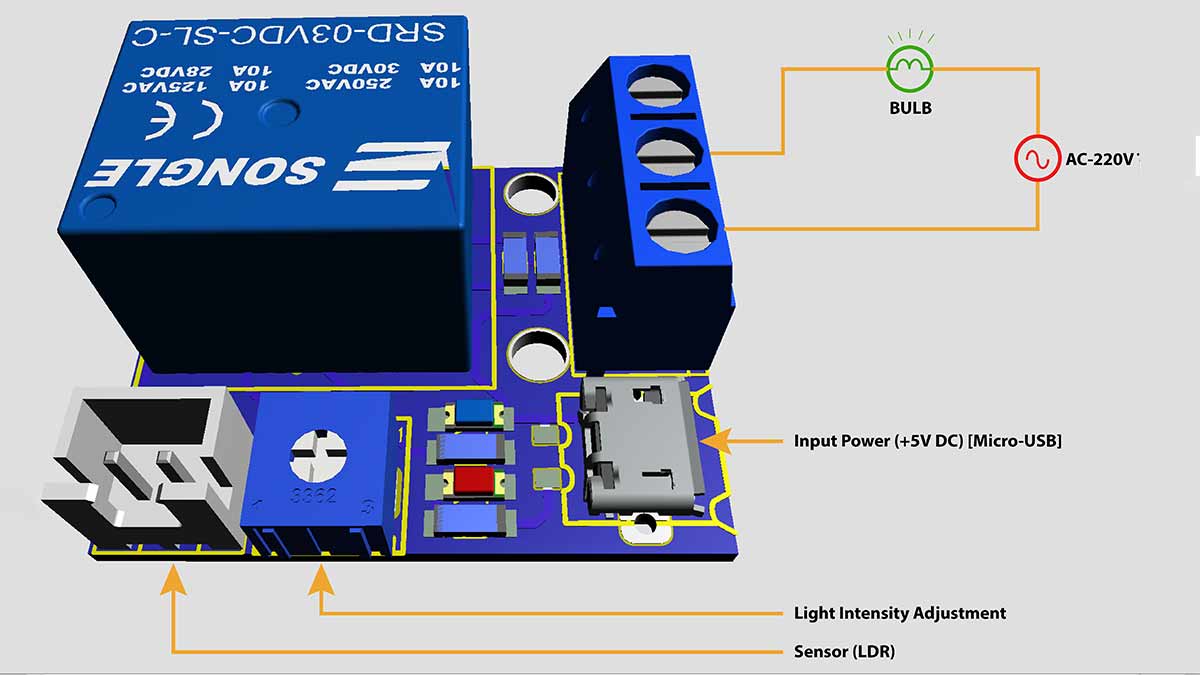 SRD-03VDC-SL-C
10A 250VAC 10A 125VAC
10A 30VDC 10A 28VDC
CE
SONGLE
BULB
AC-220V
Input Power (+5V DC) [Micro-USB]
3362
1 3
Light Intensity Adjustment
Sensor (LDR)